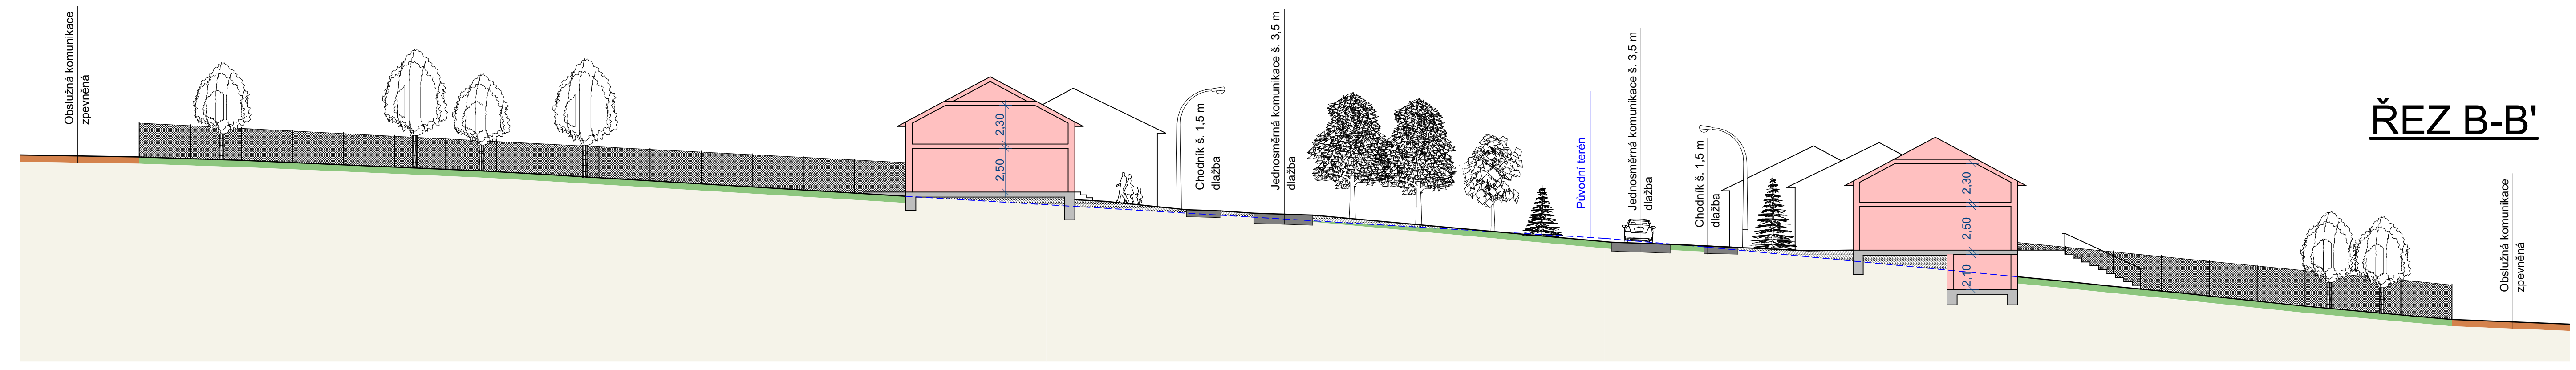 Obslužná komunikace
zpevněná
2,30
2,50
Chodník š. 1,5 m
dlažba
Jednosměrná komunikace š. 3,5 m
dlažba
Původní terén
Jednosměrná komunikace š. 3,5 m
dlažba
Chodník š. 1,5 m
dlažba
2,30
2,50
2,10
ŘEZ B-B'
Obslužná komunikace
zpevněná